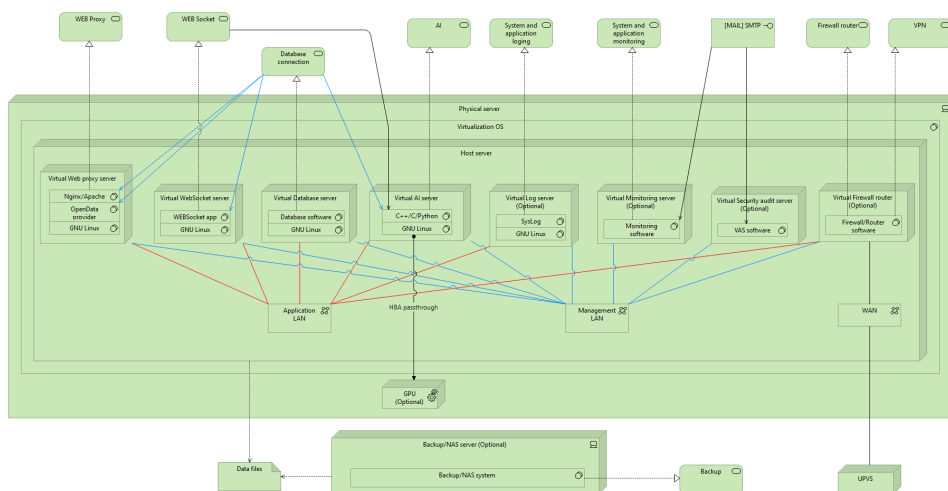 WEB Proxy
WEB Socket
AI
System and
application
loging
System and
application
monitoring
[MAIL] SMTP
Firewall router
VPN
Database
connection
Physical server
Virtualization OS
Host server
Virtual Web proxy server
Nginx/Apache
OpenData
provider
GNU Linux
Virtual WebSocket server
WEBSocket app
GNU Linux
Virtual Database server
Database software
GNU Linux
Virtual AI server
C++/C/Python
GNU Linux
Virtual Log server
(Optional)
SysLog
GNU Linux
Virtual Monitoring server
(Optional)
Monitoring
software
Virtual Security audit server
(Optional)
VAS software
Virtual Firewall router
(Optional)
Firewall/Router
software
Application
LAN
HBA passthrough
Management
LAN
WAN
GPU
(Optional)
Backup/NAS server (Optional)
Data files
Backup/NAS system
Backup
UPVS